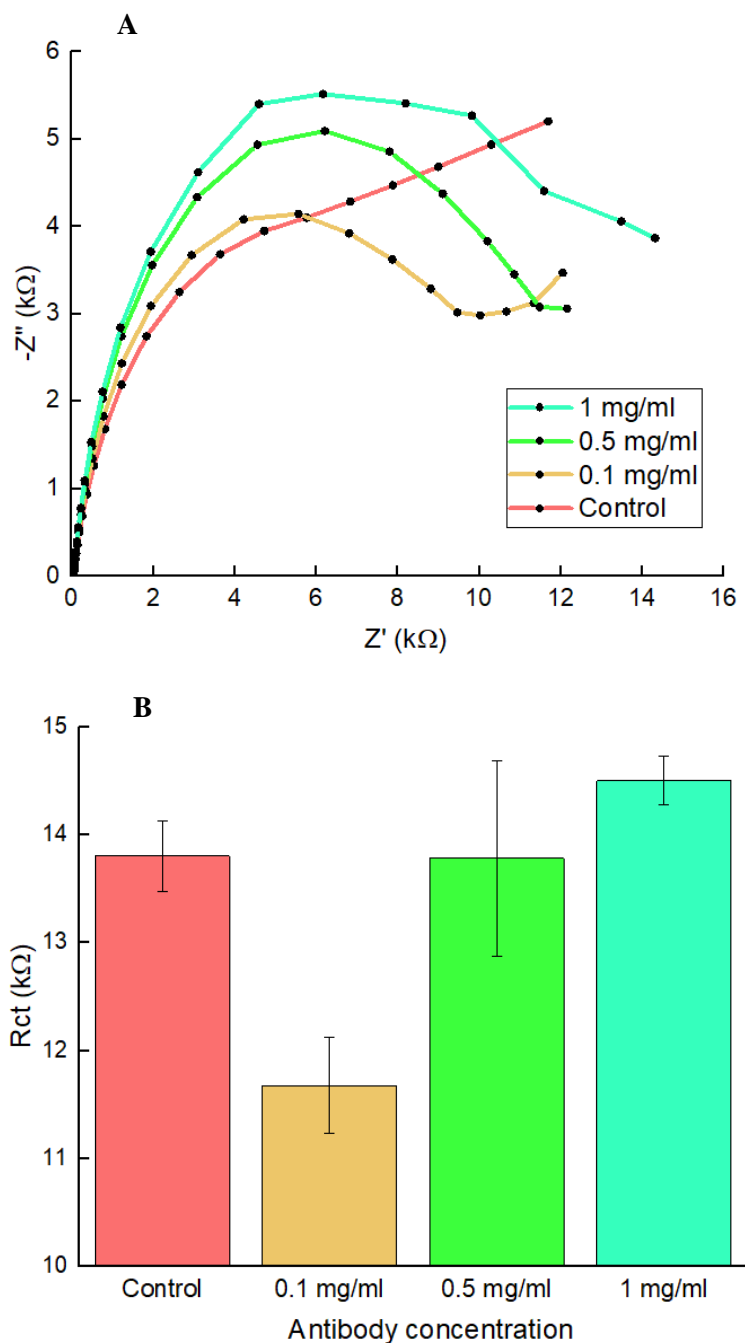 A
6
5
4
3
2
1
0
-Z" (kΩ)
1 mg/ml
0.5 mg/ml
0.1 mg/ml
Control
0 2 4 6 8 10 12 14 16
Z' (kΩ)
B
15
14
13
12
11
10
Rct (kΩ)
Control 0.1 mg/ml 0.5 mg/ml 1 mg/ml
Antibody concentration